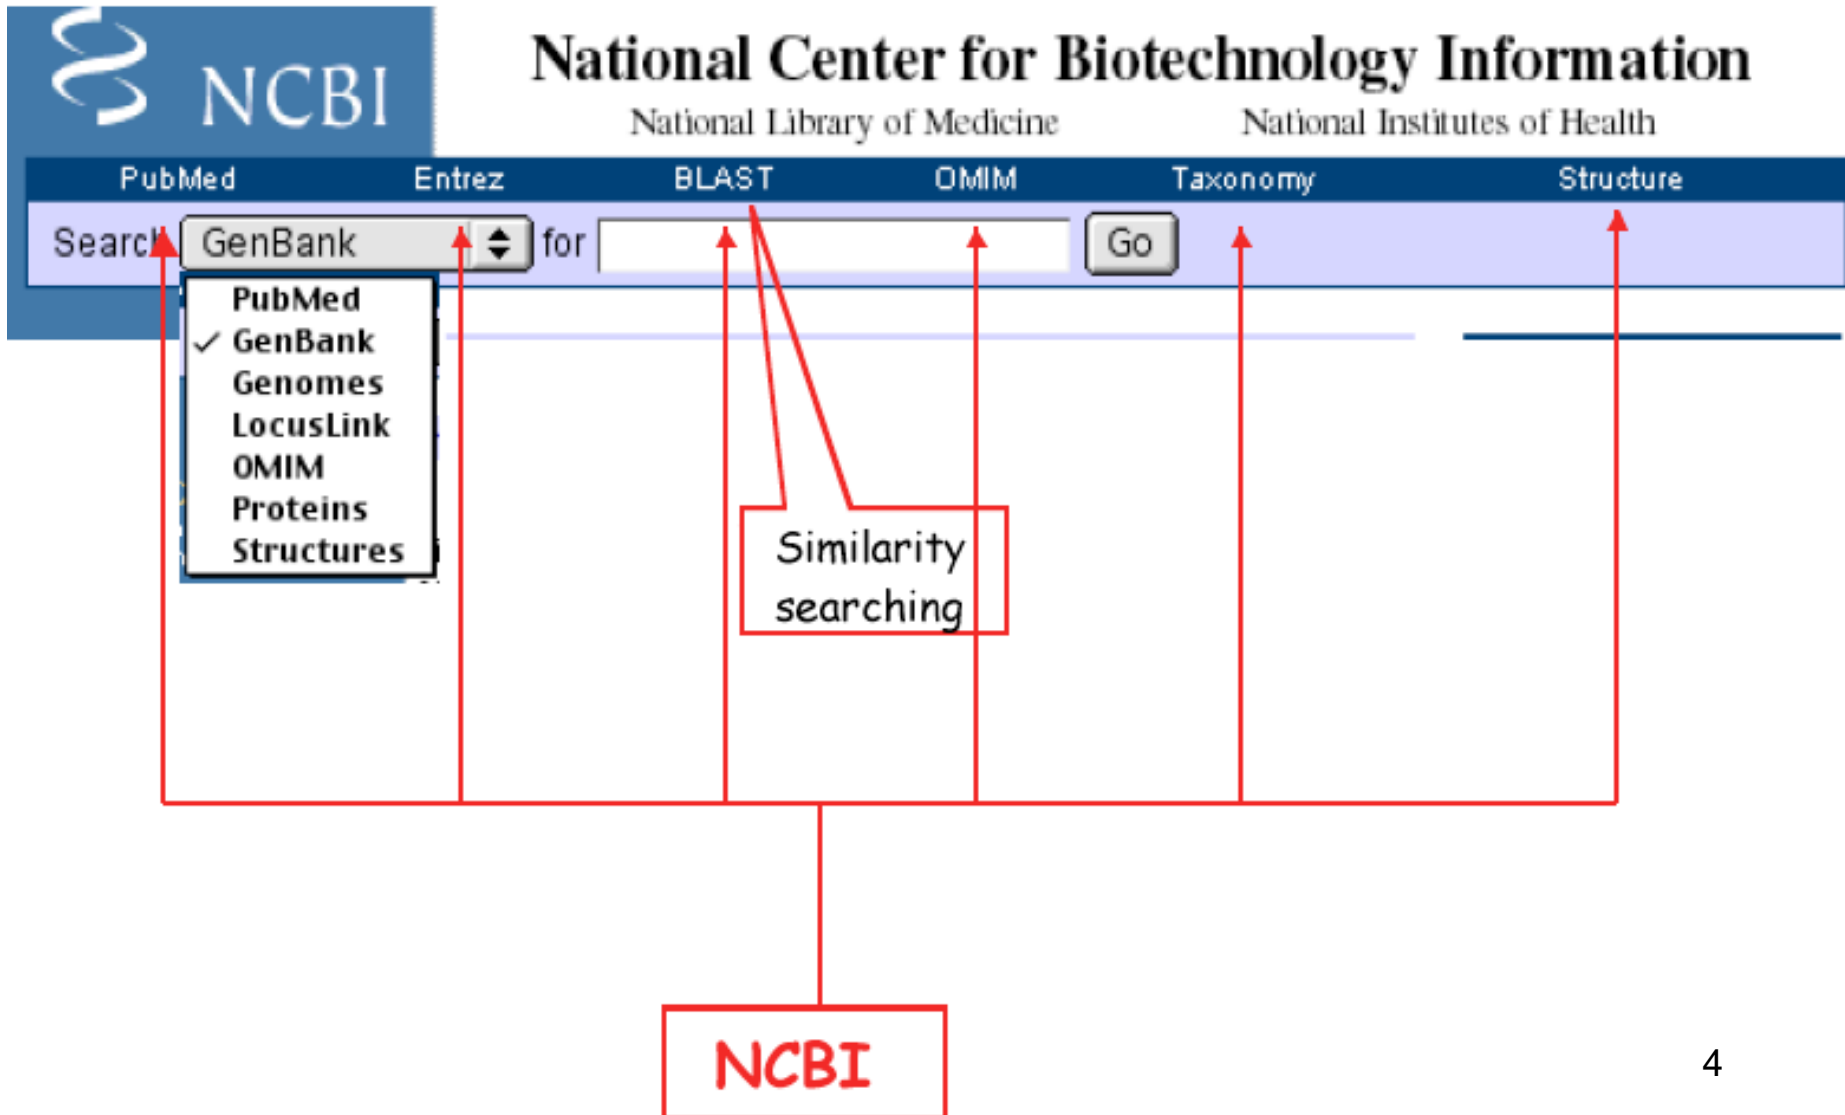 NCBI
National Center for Biotechnology Information
National Library of Medicine National Institutes of Health
PubMed Entrez BLAST OMIM Taxonomy Structure
Search GenBank for Go
PubMed
✓ GenBank
Genomes
LocusLink
OMIM
Proteins
Structures
Similarity
searching
NCBI
4